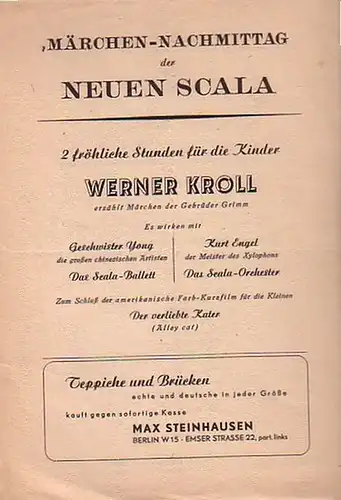 MÄRCHEN-NACHMITTAG
der
NEUEN SCALA
2 fröhliche Stunden für die Kinder
WERNER KROLL
erzählt Märchen der Gebrüder Grimm
Es wirken mit
Geschwister Yong
die großen chinesischen Artisten
Das Scala-Ballett
Kurt Engel
der Meister des Xylophons
Das Scala-Orchester
Zum Schluß der amerikanische Farb-Kurzfilm für die Kleinen
Der verliebte Kater
(Alley cat)
Teppiche und Brücken
echte und deutsche in jeder Größe
kauft gegen sofortige Kasse
MAX STEINHAUSEN
BERLIN W 15 · EMSER STRASSE 22, part. links